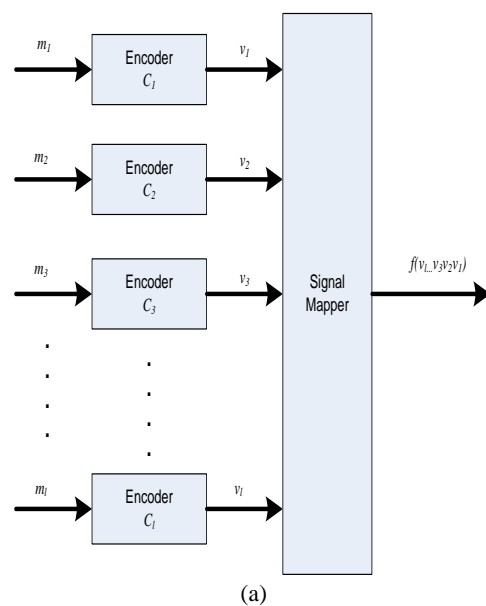 m1 Encoder C1 v1
m2 Encoder C2 v2
m3 Encoder C3 v3
Signal Mapper
f(vl...v3v2v1)
ml Encoder Cl vl
(a)